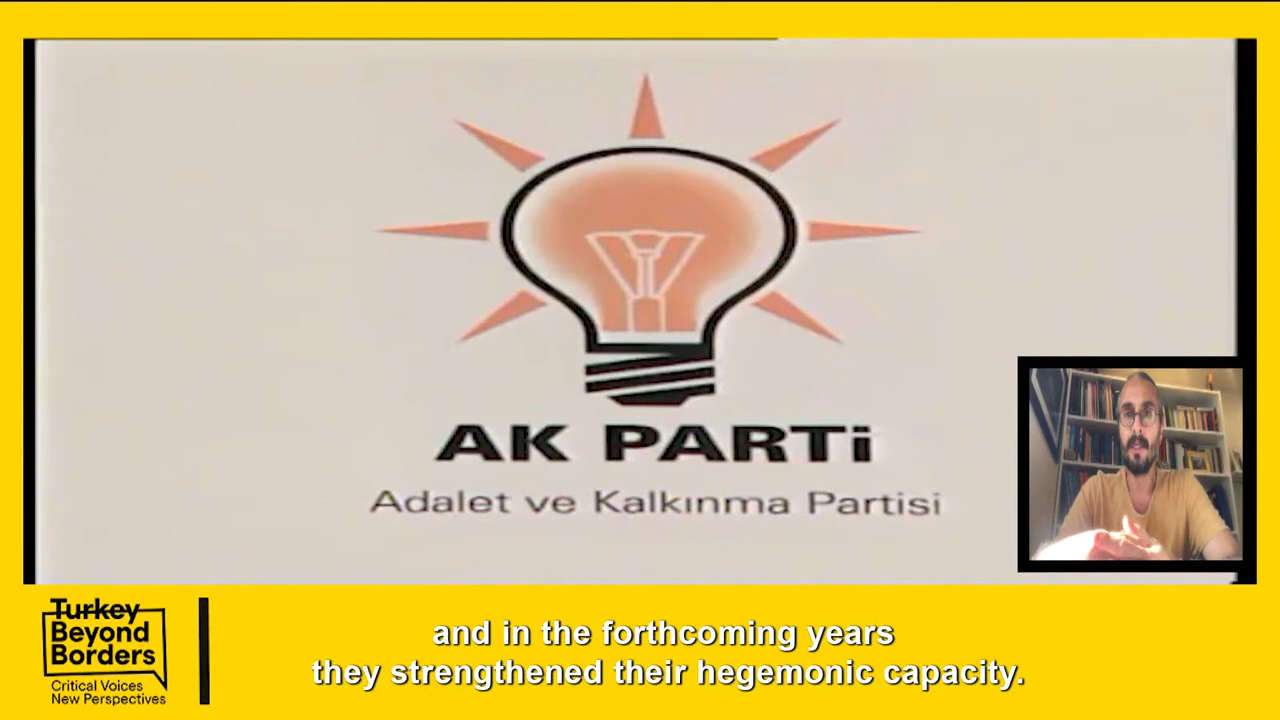 AK PARTi
Adalet ve Kalkınma Partisi
Turkey
Beyond
Borders
Critical Voices
New Perspectives
and in the forthcoming years
they strengthened their hegemonic capacity.